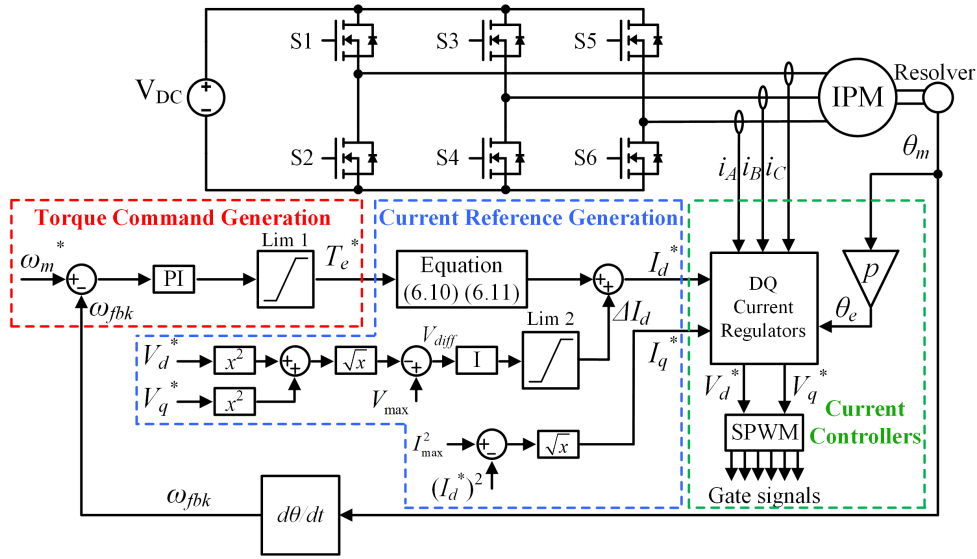 S1
S3
S5
V_DC
+
−
Resolver
IPM
S2
S4
S6
θ_m
i_A
i_B
i_C
Torque Command Generation
Current Reference Generation
Lim 1
ω_m^*
+
−
PI
T_e^*
Equation
(6.10) (6.11)
+
+
I_d^*
DQ
Current
Regulators
p
θ_e
ω_fbk
ΔI_d
Lim 2
V_diff
I_q^*
V_d^*
x²
+
+
√x
−
+
I
V_q^*
x²
V_max
V_d^*
V_q^*
Current
Controllers
SPWM
I²_max
+
−
√x
(I_d^*)²
Gate signals
ω_fbk
dθ/dt